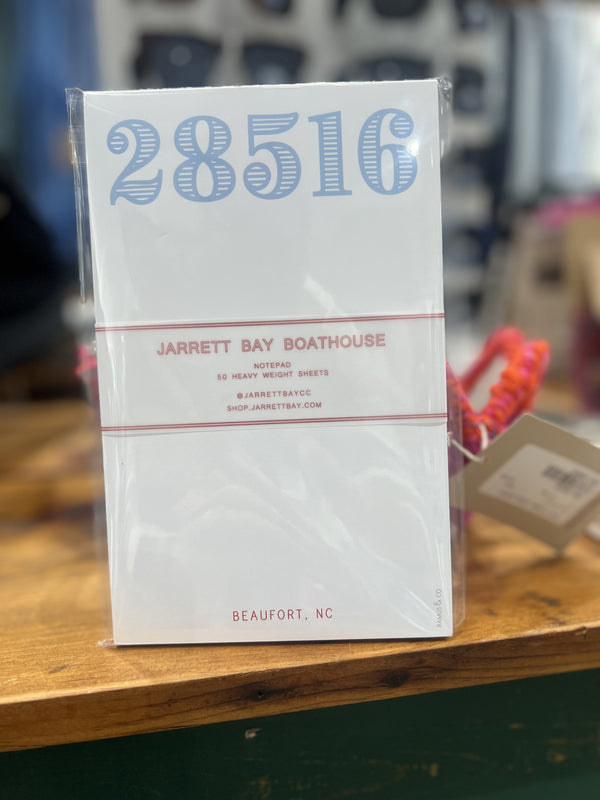 28516
JARRETT BAY BOATHOUSE
NOTEPAD
50 HEAVY WEIGHT SHEETS
@JARRETTBAYCC
SHOP.JARRETTBAY.COM
BEAUFORT, NC